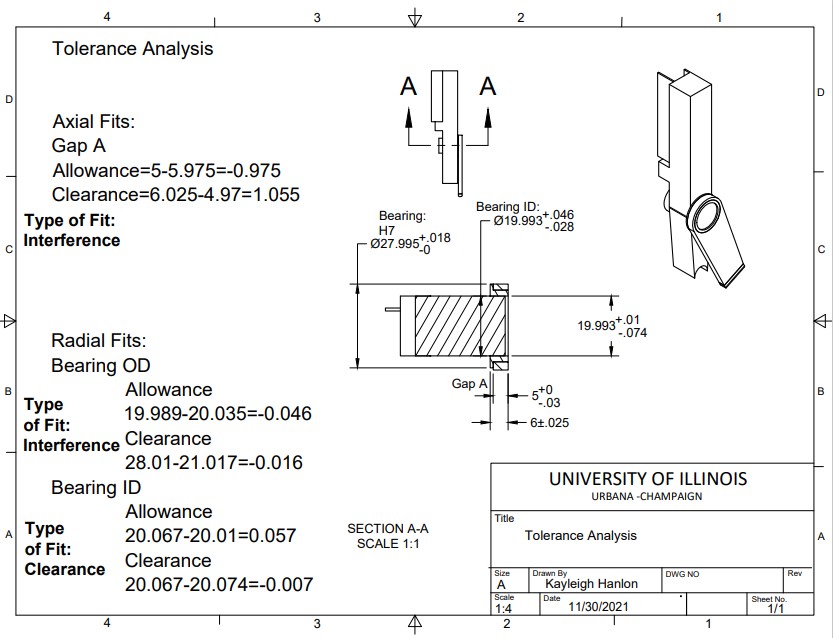 4 3 2 1
Tolerance Analysis
D D
Axial Fits:
Gap A
Allowance=5-5.975=-0.975
Clearance=6.025-4.97=1.055
Type of Fit:
Interference
A A
Bearing:
H7
Ø27.995+.018
-0
Bearing ID:
Ø19.993+.046
-.028
C C
19.993+.01
-.074
Gap A
5+0
-.03
6±.025
Radial Fits:
Bearing OD
Allowance
19.989-20.035=-0.046
Type
of Fit:
Interference
Clearance
28.01-21.017=-0.016
B B
Bearing ID
Allowance
20.067-20.01=0.057
Type
of Fit:
Clearance
Clearance
20.067-20.074=-0.007
A A
SECTION A-A
SCALE 1:1
UNIVERSITY OF ILLINOIS
URBANA -CHAMPAIGN
Title
Tolerance Analysis
Size
A
Drawn By
Kayleigh Hanlon
DWG NO
Rev
Scale
1:4
Date
11/30/2021
Sheet No.
1/1
4 3 2 1